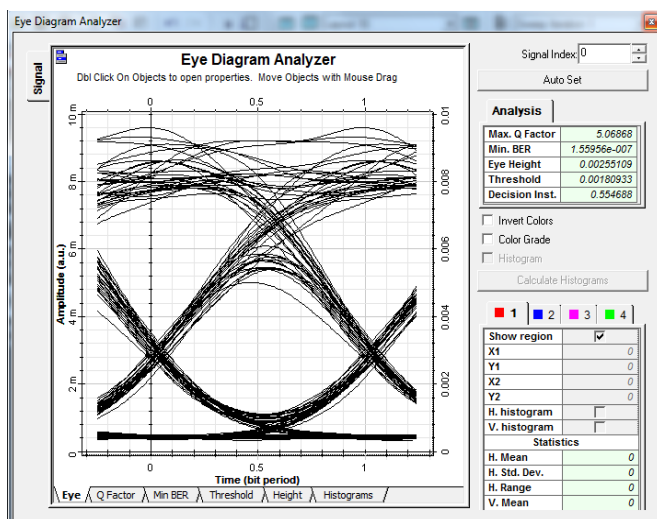 Eye Diagram Analyzer
Signal Index: 0
Auto Set
Signal
Eye Diagram Analyzer
Dbl Click On Objects to open properties. Move Objects with Mouse Drag
0 0.5 1
10 m
8 m
6 m
4 m
2 m
0
Amplitude (a.u.)
0.01
0.008
0.006
0.004
0.002
0
0 0.5 1
Time (bit period)
Eye Q Factor Min BER Threshold Height Histograms
Analysis
Max. Q Factor 5.06868
Min. BER 1.55956e-007
Eye Height 0.00255109
Threshold 0.00180933
Decision Inst. 0.554688
Invert Colors
Color Grade
Histogram
Calculate Histograms
1 2 3 4
Show region
X1 0
Y1 0
X2 0
Y2 0
H. histogram
V. histogram
Statistics
H. Mean 0
H. Std. Dev. 0
H. Range 0
V. Mean 0